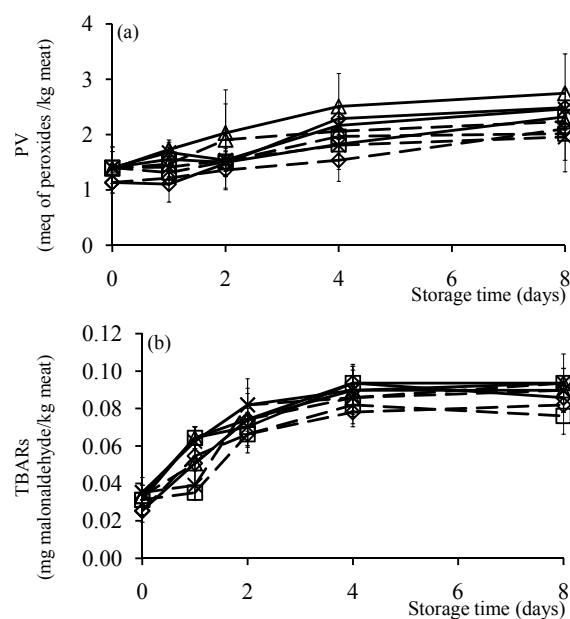 (a)
4
3
2
1
0
PV
(meq of peroxides /kg meat)
0 2 4 6 8
Storage time (days)
(b)
0.12
0.10
0.08
0.06
0.04
0.02
0.00
TBARs
(mg malonaldehyde/kg meat)
0 2 4 6 8
Storage time (days)